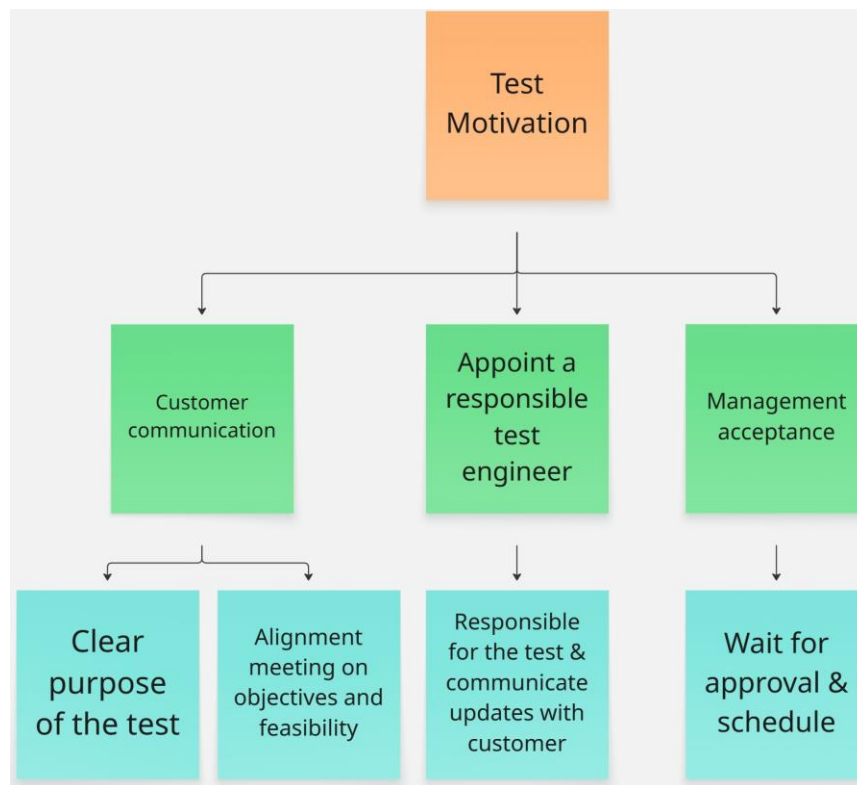 Test
Motivation
Customer
communication
Appoint a
responsible
test
engineer
Management
acceptance
Clear
purpose
of the test
Alignment
meeting on
objectives and
feasibility
Responsible
for the test &
communicate
updates with
customer
Wait for
approval &
schedule